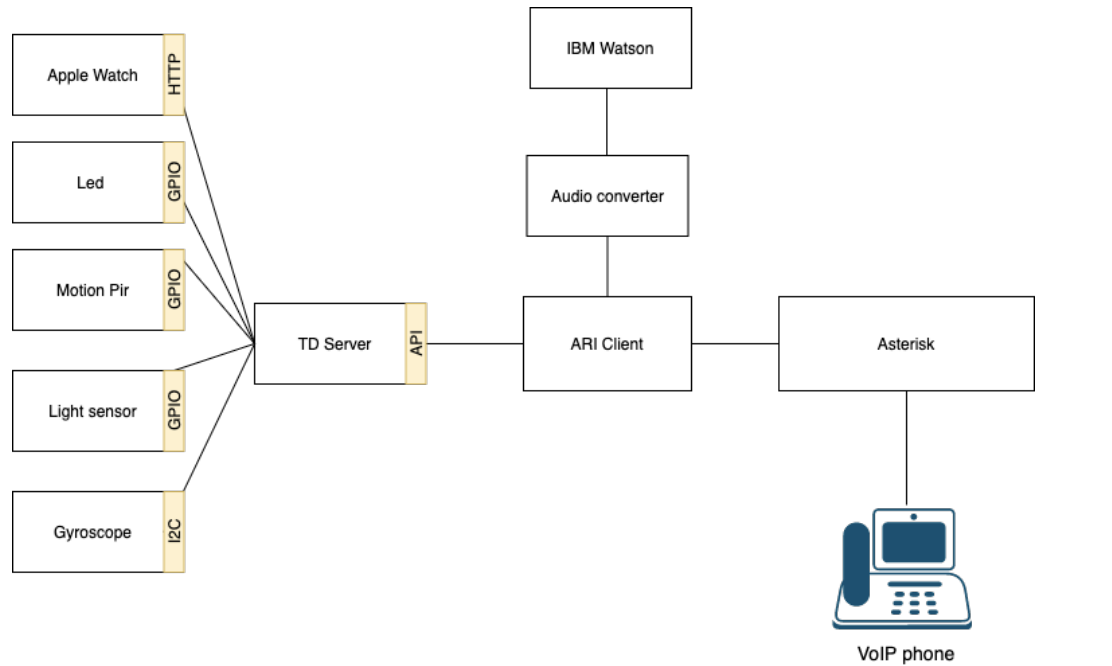 IBM Watson
Apple Watch
HTTP
Led
GPIO
Audio converter
Motion Pir
GPIO
TD Server
API
ARI Client
Asterisk
Light sensor
GPIO
Gyroscope
I2C
VoIP phone